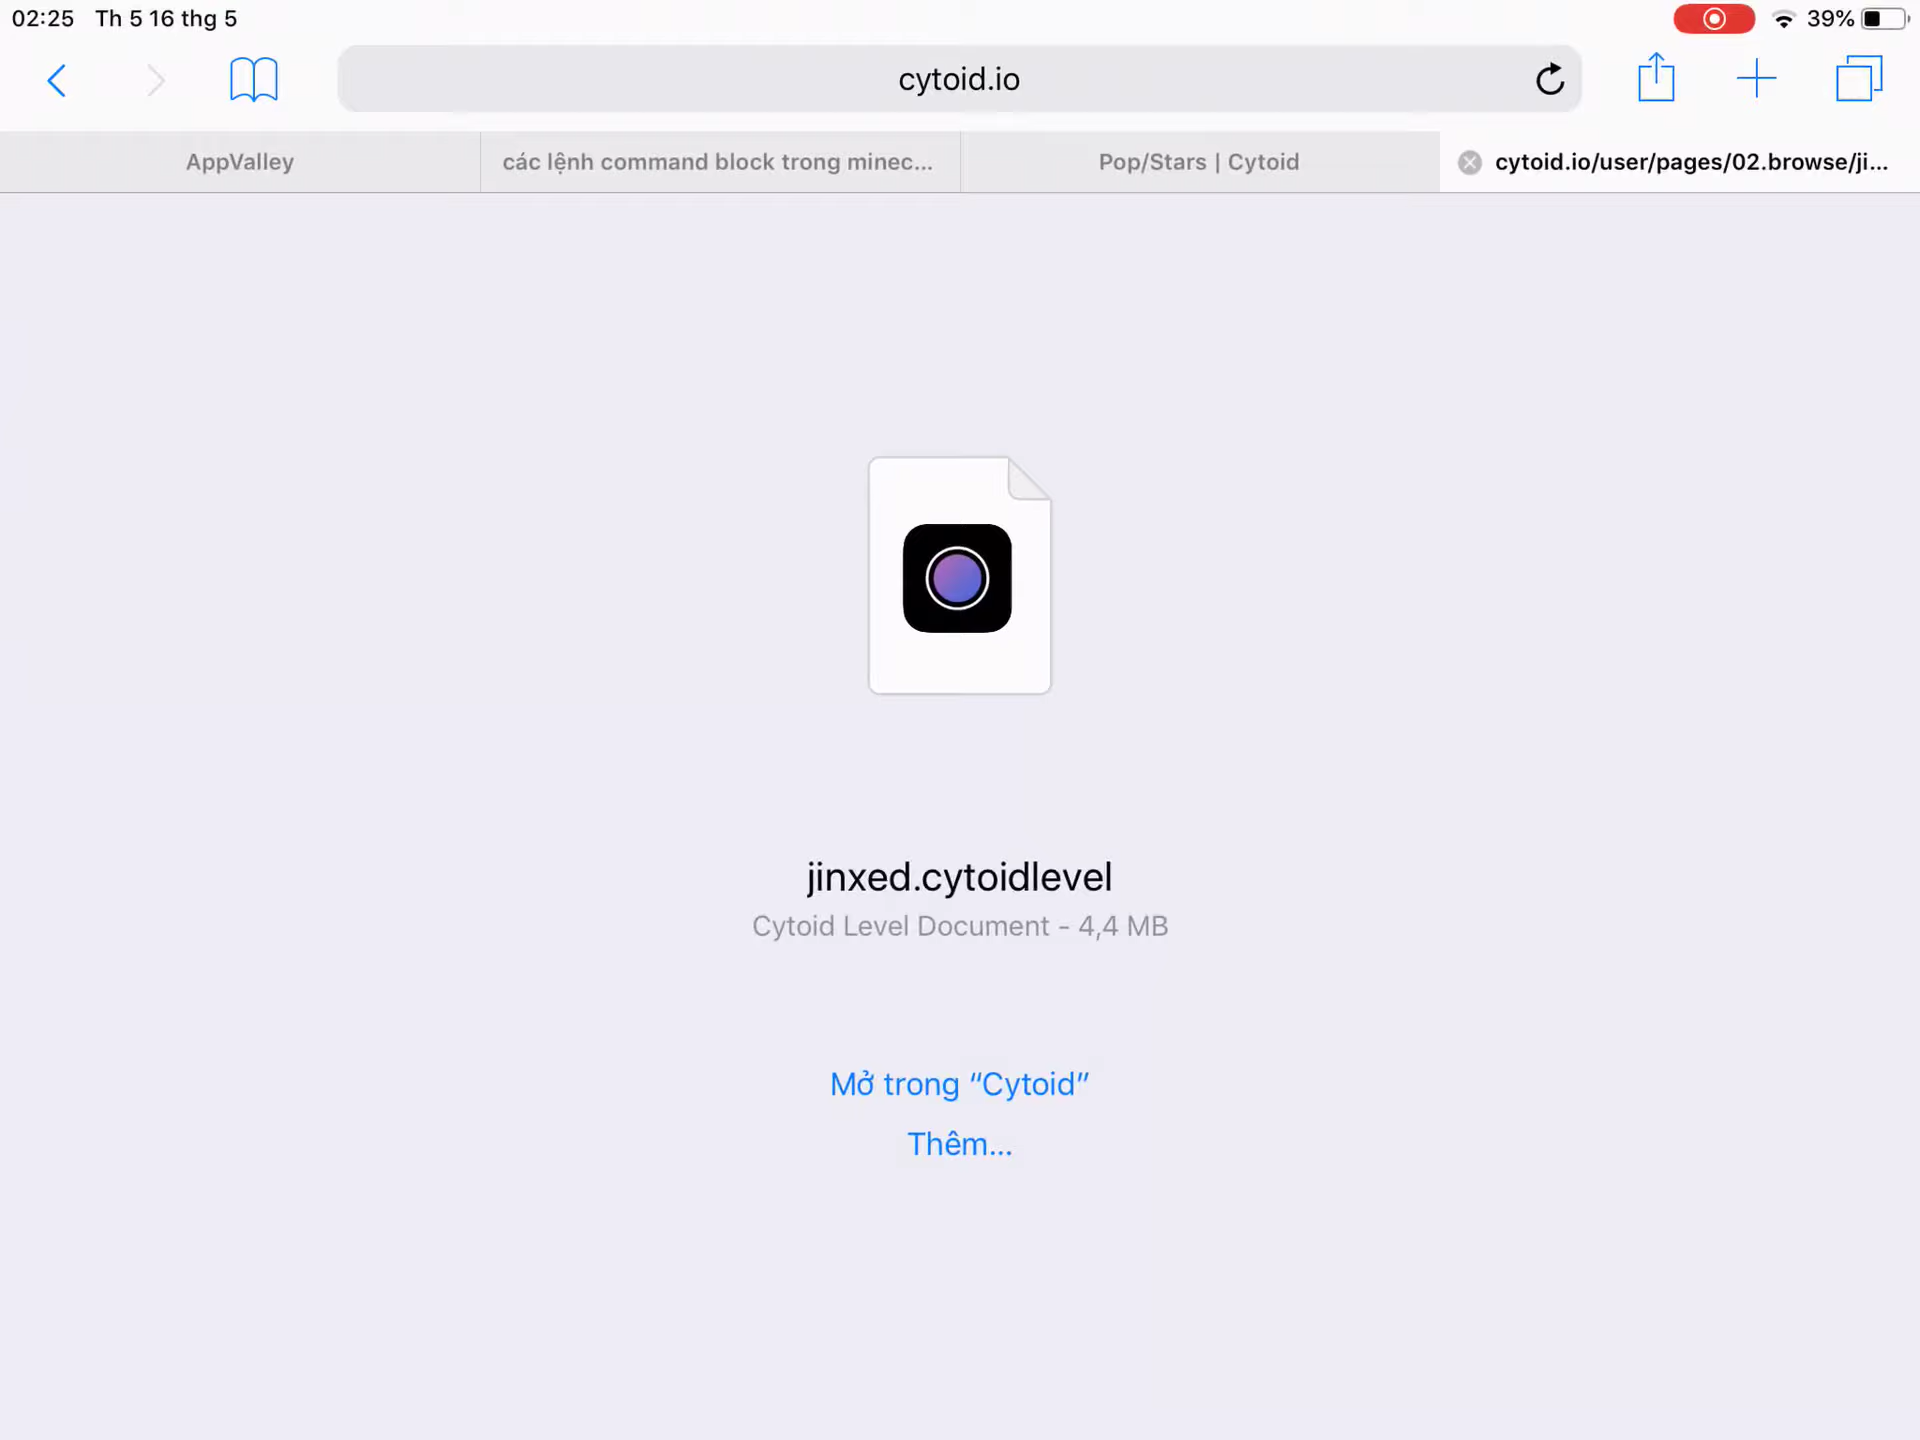 02:25 Th 5 16 thg 5
39%
cytoid.io
AppValley
các lệnh command block trong minec...
Pop/Stars | Cytoid
cytoid.io/user/pages/02.browse/ji...
jinxed.cytoidlevel
Cytoid Level Document - 4,4 MB
Mở trong “Cytoid”
Thêm...